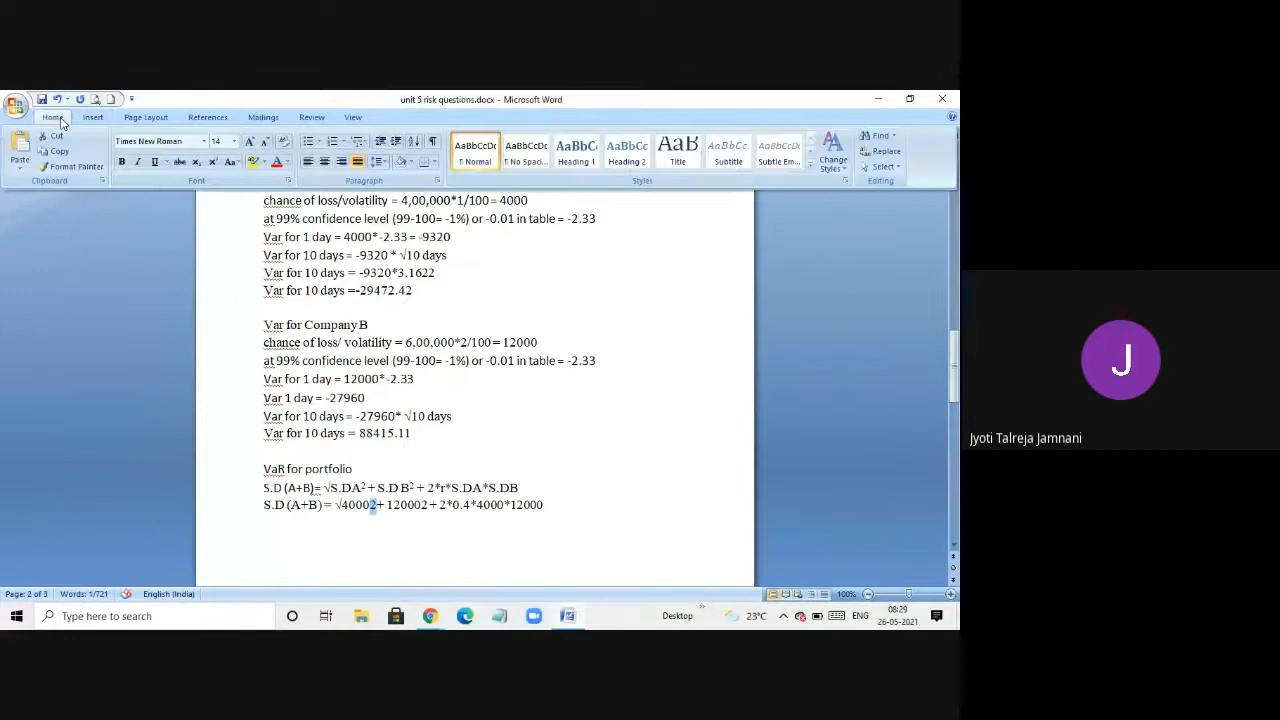 unit 5 risk questions.docx - Microsoft Word
Home Insert Page Layout References Mailings Review View
Paste Cut Copy Format Painter Clipboard
Times New Roman 14 Font
Paragraph
AaBbCcDc AaBbCcDc AaBbCc AaBbCc AaB AaBbCc. AaBbCcDc
¶ Normal ¶ No Spaci... Heading 1 Heading 2 Title Subtitle Subtle Em...
Styles
Change Styles
Find Replace Select Editing
chance of loss/volatility = 4,00,000*1/100 = 4000
at 99% confidence level (99-100= -1%) or -0.01 in table = -2.33
Var for 1 day = 4000*-2.33 = -9320
Var for 10 days = -9320 * √10 days
Var for 10 days = -9320*3.1622
Var for 10 days =-29472.42
Var for Company B
chance of loss/ volatility = 6,00,000*2/100 = 12000
at 99% confidence level (99-100= -1%) or -0.01 in table = -2.33
Var for 1 day = 12000*-2.33
Var 1 day = -27960
Var for 10 days = -27960* √10 days
Var for 10 days = 88415.11
VaR for portfolio
S.D (A+B)= √S.DA² + S.D B² + 2*r*S.DA*S.DB
S.D (A+B) = √40002+ 120002 + 2*0.4*4000*12000
Page: 2 of 3 Words: 1/721 English (India) 100%
Type here to search Desktop 23°C ENG 08:29
26-05-2021
J
Jyoti Talreja Jamnani